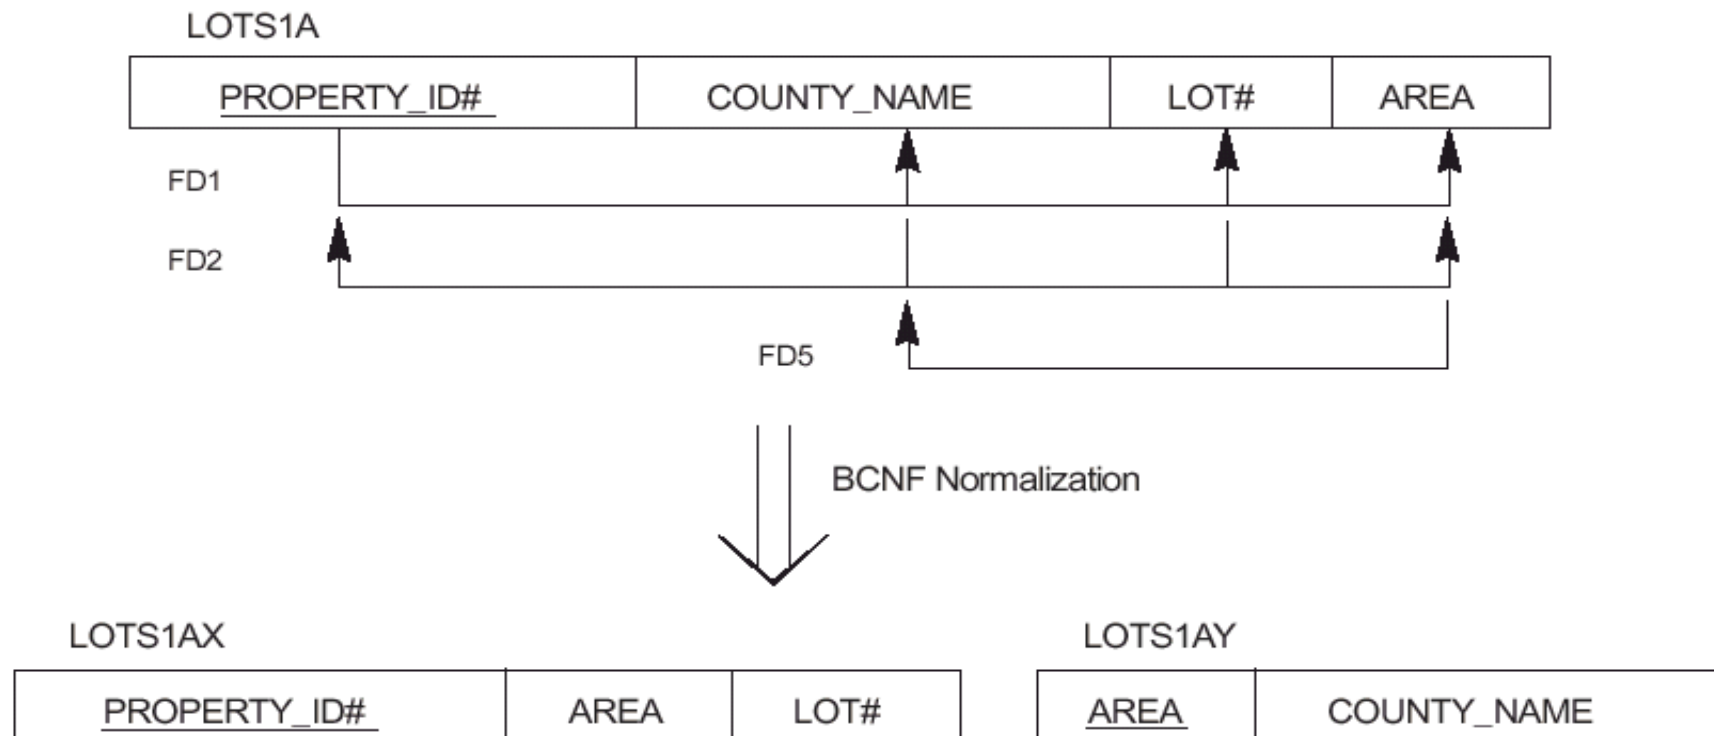 LOTS1A
PROPERTY_ID# COUNTY_NAME LOT# AREA
FD1
FD2
FD5
BCNF Normalization
LOTS1AX LOTS1AY
PROPERTY_ID# AREA LOT# AREA COUNTY_NAME